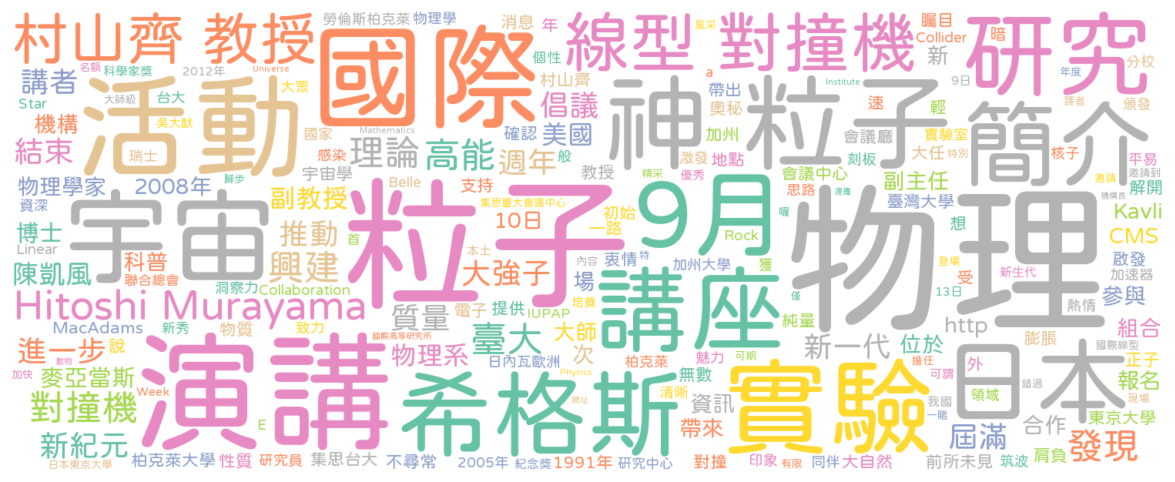 村山齊 教授
國際
線型 對撞機
研究
勞倫斯柏克萊
物理學
消息
年
風采
矚目
暗
Collider
講者
名額
科學家獎
2012年
Universe
大眾
個性
新
分校
Star
大師級
台大
活動
村山齊
a
帶出
Institute
9日
年度
譯者
機構
吳大猷
國家
Mathematics
倡議
確認
美國
奧秘
神 粒子
速
輕
簡介
頒發
結束
瑞士
感染
理論
高能
週年
般
加州
會議廳
實驗室
核子
宇宙學
教授
激發
地點
刻板
大任
特別
平易
物理學家
2008年
腳步
副教授
Belle
支持
精采
優秀
思路
副主任
邀請
邀請到
解開
資深
宇宙
集思臺大會議中心
9月
會議中心
連攜
臺灣大學
機構長
博士
首
粒子
10日
初始
一路
囑
物理
想
Kavli
Linear
推動
本土
Rock
CMS
陳凱風
科普
聯合總會
興建
大強子
內容
衷情
特
加州大學
獲
登場
新生代
啟發
加速器
洞察力
Collaboration
場
講座
僅
受
13日
熱情
參與
Hitoshi Murayama
質量
電子
提供
培養
IUPAP
純量
http
組合
MacAdams
新秀
物質
致力
臺大
大師
新一代
位於
膨脹
國際線型
進一步
說
國際高等研究所
物理系
次
日內瓦歐洲
柏克萊
魅力
可期
擔任
外
日本
正子
加快
數物
演講
Week
希格斯
Physics
無數
實驗
可謂
領域
錯過
報名
麥亞當斯
清晰
網址
資訊
我國
現場
對撞機
E
帶來
一睹
合作
東京大學
新紀元
屆滿
發現
日本東京大學
柏克萊大學
性質
研究員
集思台大
不尋常
2005年
紀念獎
1991年
研究中心
對撞
印象
有限
同伴
大自然
前所未見
筑波
肩負